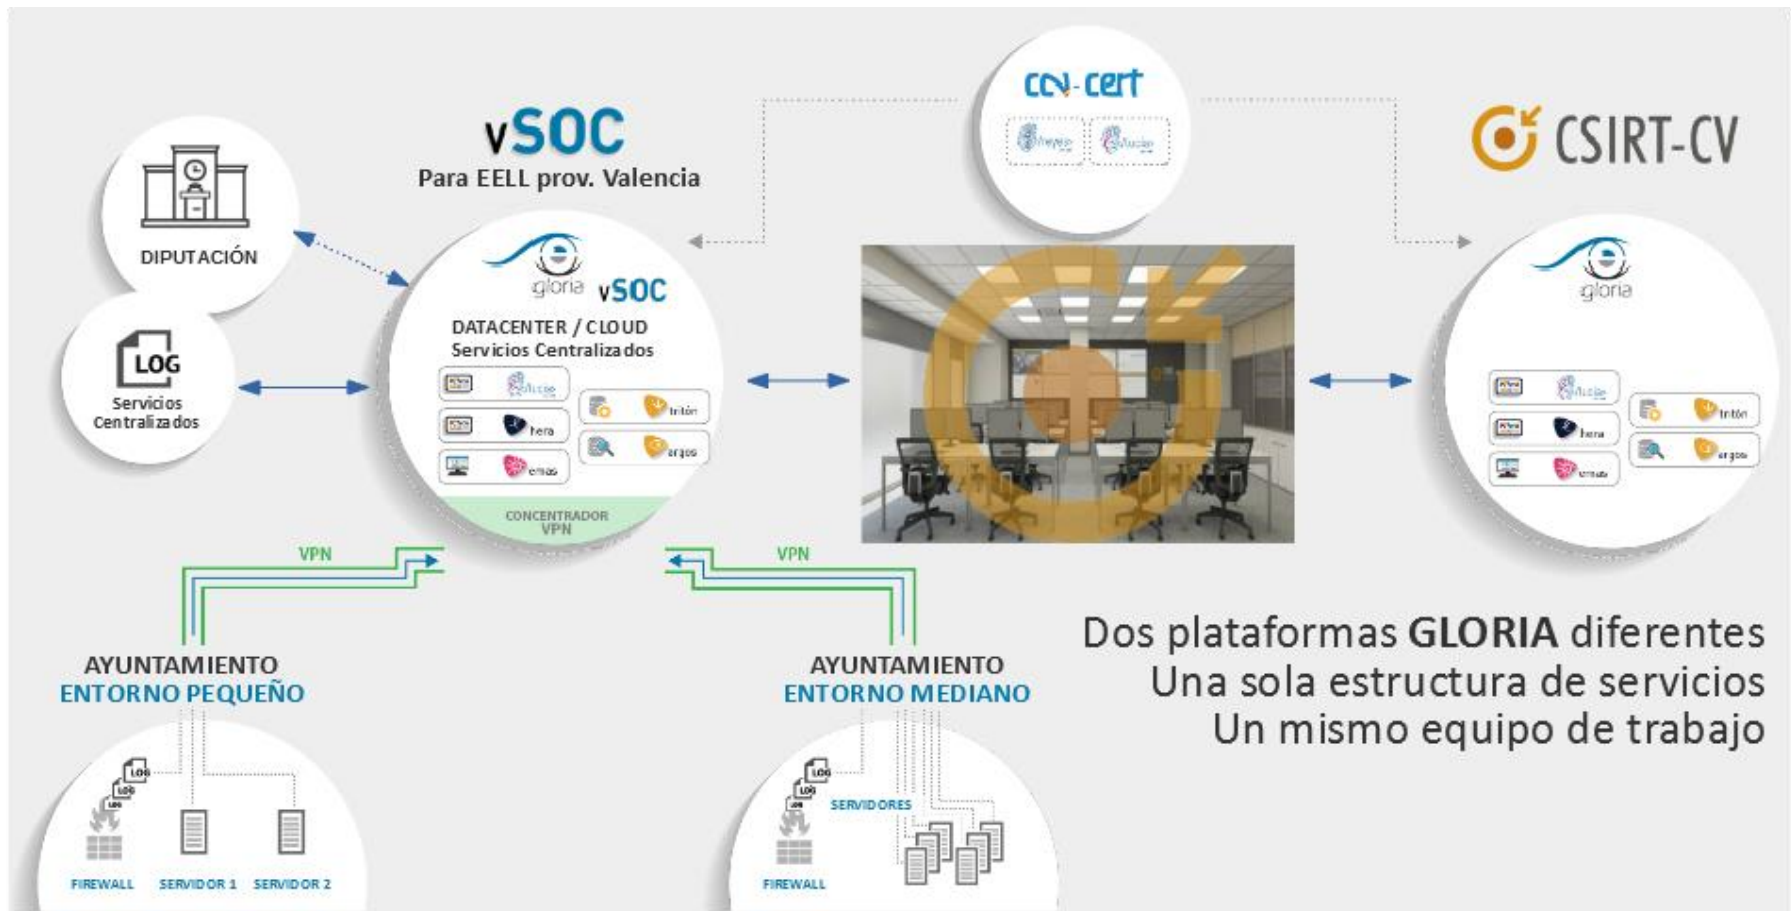 ccn-cert
vSOC
Para EELL prov. Valencia
CSIRT-CV
DIPUTACIÓN
gloria vSOC
DATACENTER / CLOUD
Servicios Centralizados
hera
emas
tritón
argos
CONCENTRADOR
VPN
LOG
Servicios
Centralizados
gloria
hera
emas
tritón
argos
VPN
VPN
AYUNTAMIENTO
ENTORNO PEQUEÑO
LOG
LOG
LOG
FIREWALL
SERVIDOR 1
SERVIDOR 2
AYUNTAMIENTO
ENTORNO MEDIANO
LOG
LOG
LOG
SERVIDORES
FIREWALL
Dos plataformas GLORIA diferentes
Una sola estructura de servicios
Un mismo equipo de trabajo